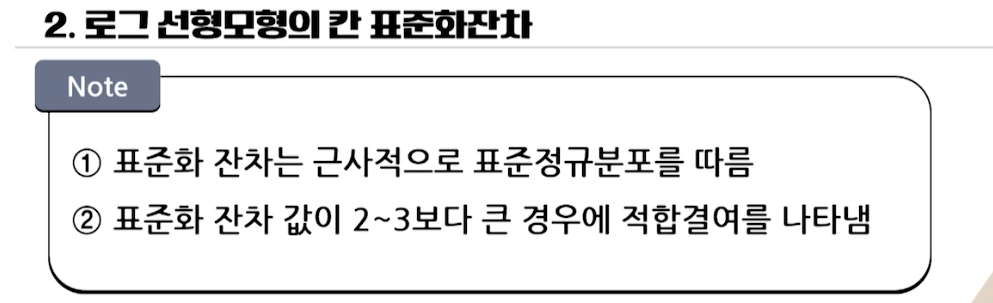 2. 로그 선형모형의 칸 표준화잔차
Note
① 표준화 잔차는 근사적으로 표준정규분포를 따름
② 표준화 잔차 값이 2~3보다 큰 경우에 적합결여를 나타냄